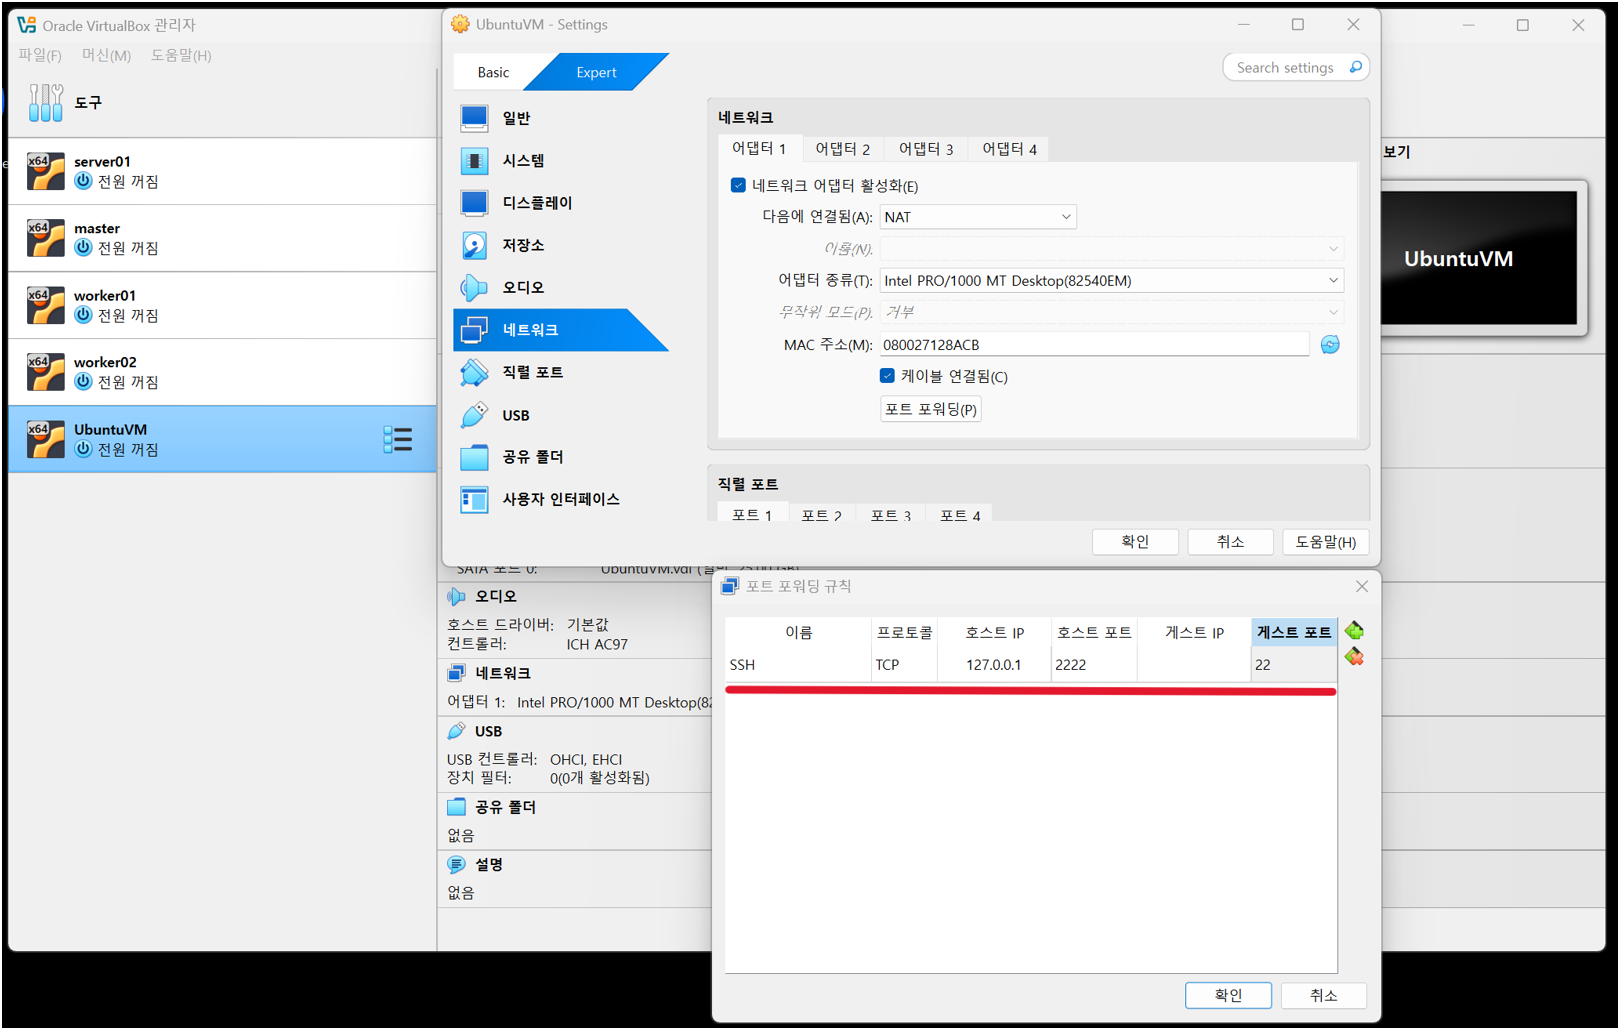 Oracle VirtualBox 관리자
파일(F) 머신(M) 도움말(H)
도구
x64 server01
전원 꺼짐
x64 master
전원 꺼짐
x64 worker01
전원 꺼짐
x64 worker02
전원 꺼짐
x64 UbuntuVM
전원 꺼짐
UbuntuVM - Settings
Basic Expert
Search settings
일반
시스템
디스플레이
저장소
오디오
네트워크
직렬 포트
USB
공유 폴더
사용자 인터페이스
네트워크
어댑터 1 어댑터 2 어댑터 3 어댑터 4
네트워크 어댑터 활성화(E)
다음에 연결됨(A): NAT
이름(N):
어댑터 종류(T): Intel PRO/1000 MT Desktop(82540EM)
무작위 모드(P): 거부
MAC 주소(M): 080027128ACB
케이블 연결됨(C)
포트 포워딩(P)
직렬 포트
포트 1 포트 2 포트 3 포트 4
확인 취소 도움말(H)
보기
UbuntuVM
SATA 포트 0: UbuntuVM.vdi
오디오
호스트 드라이버: 기본값
컨트롤러: ICH AC97
네트워크
어댑터 1: Intel PRO/1000 MT Desktop(82
USB
USB 컨트롤러: OHCI, EHCI
장치 필터: 0(0개 활성화됨)
공유 폴더
없음
설명
없음
포트 포워딩 규칙
이름 프로토콜 호스트 IP 호스트 포트 게스트 IP 게스트 포트
SSH TCP 127.0.0.1 2222 22
확인 취소